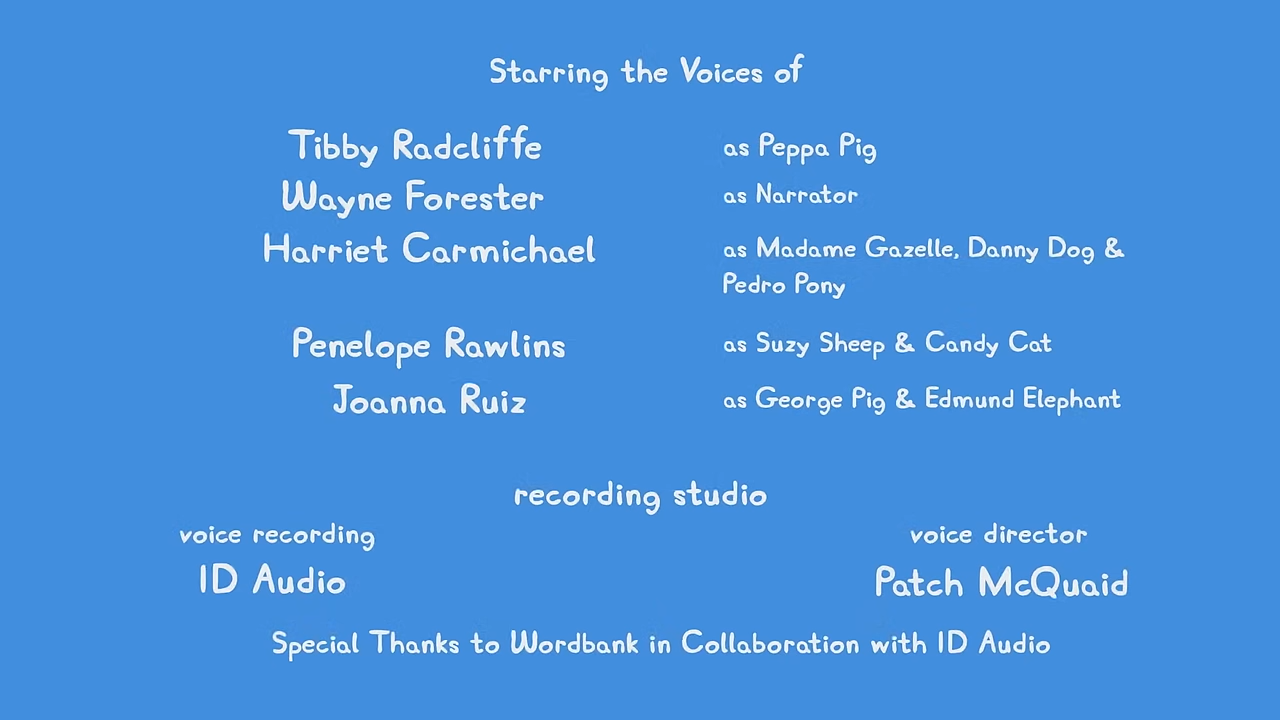 Starring the Voices of
Tibby Radcliffe as Peppa Pig
Wayne Forester as Narrator
Harriet Carmichael as Madame Gazelle, Danny Dog &
Pedro Pony
Penelope Rawlins as Suzy Sheep & Candy Cat
Joanna Ruiz as George Pig & Edmund Elephant
recording studio
voice recording voice director
ID Audio Patch McQuaid
Special Thanks to Wordbank in Collaboration with ID Audio